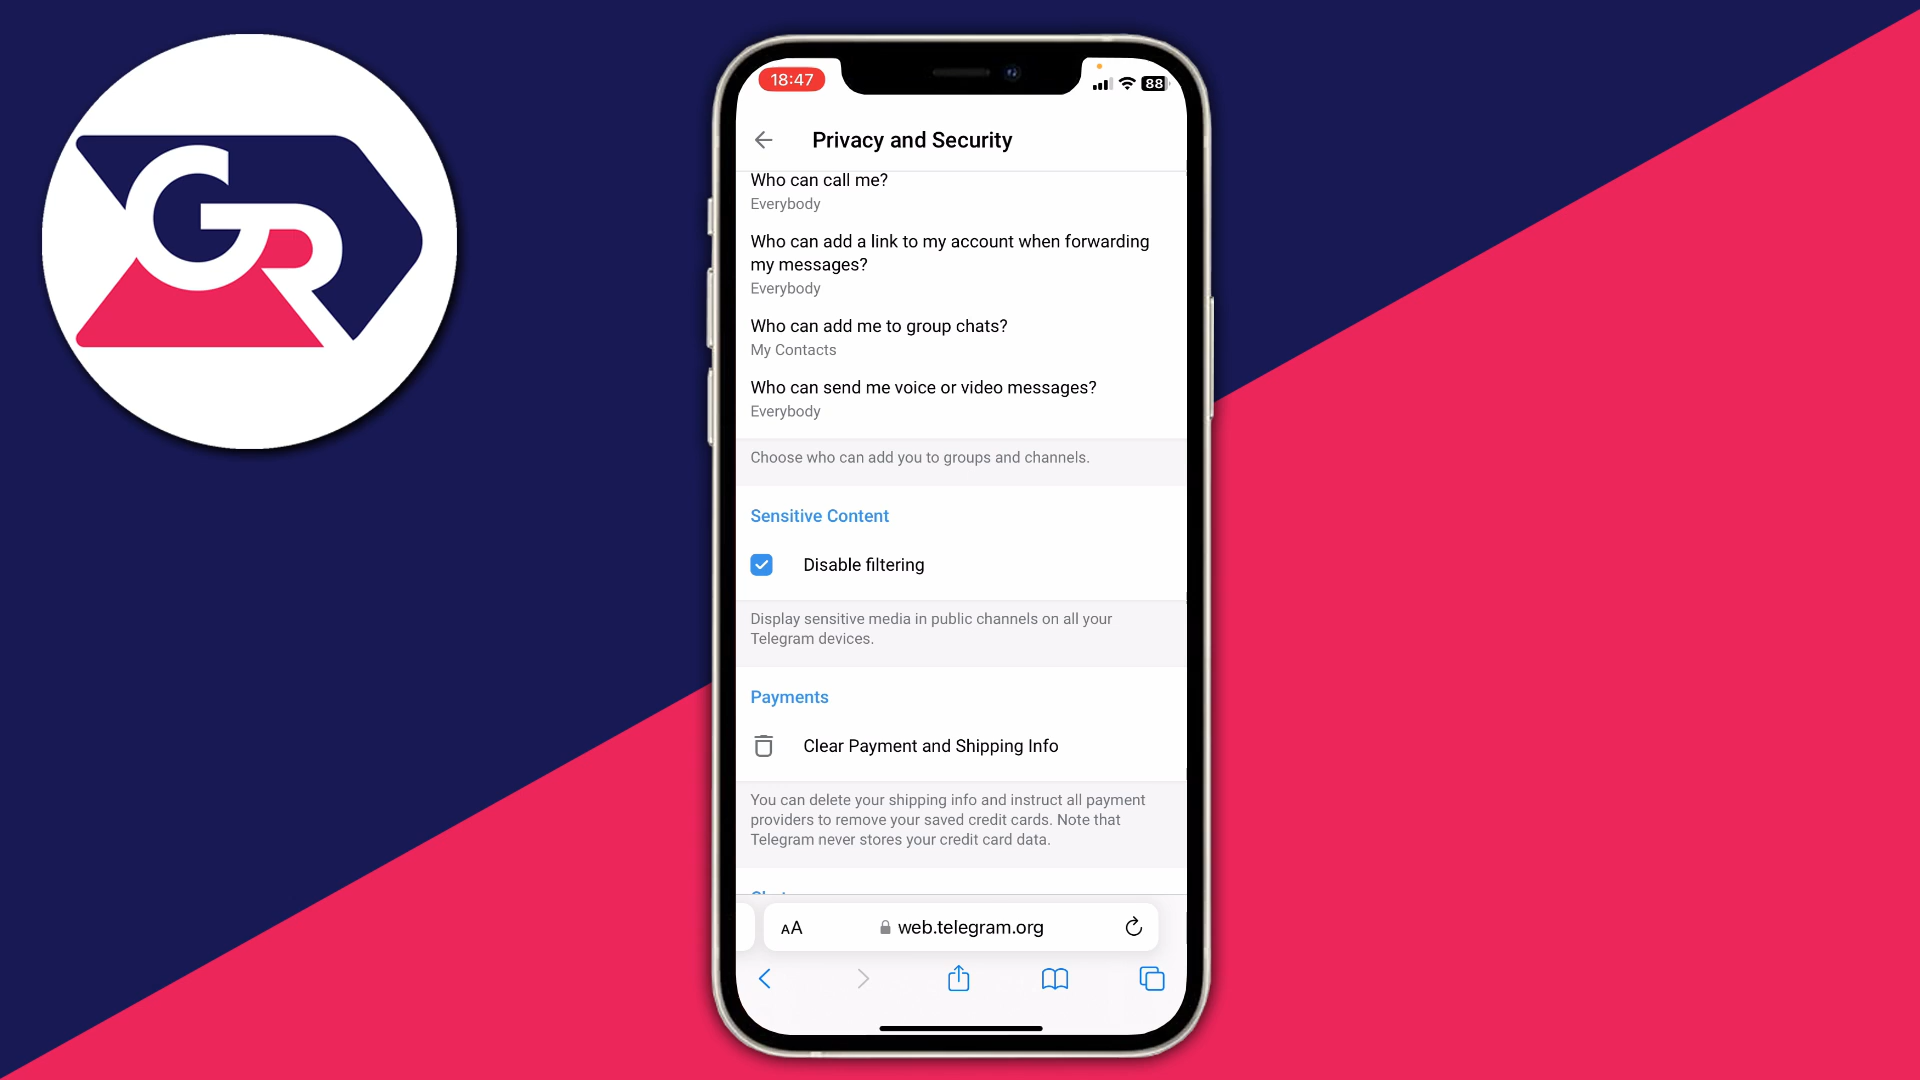 GR
18:47
88
Privacy and Security
Who can call me?
Everybody
Who can add a link to my account when forwarding
my messages?
Everybody
Who can add me to group chats?
My Contacts
Who can send me voice or video messages?
Everybody
Choose who can add you to groups and channels.
Sensitive Content
Disable filtering
Display sensitive media in public channels on all your
Telegram devices.
Payments
Clear Payment and Shipping Info
You can delete your shipping info and instruct all payment
providers to remove your saved credit cards. Note that
Telegram never stores your credit card data.
AA
web.telegram.org